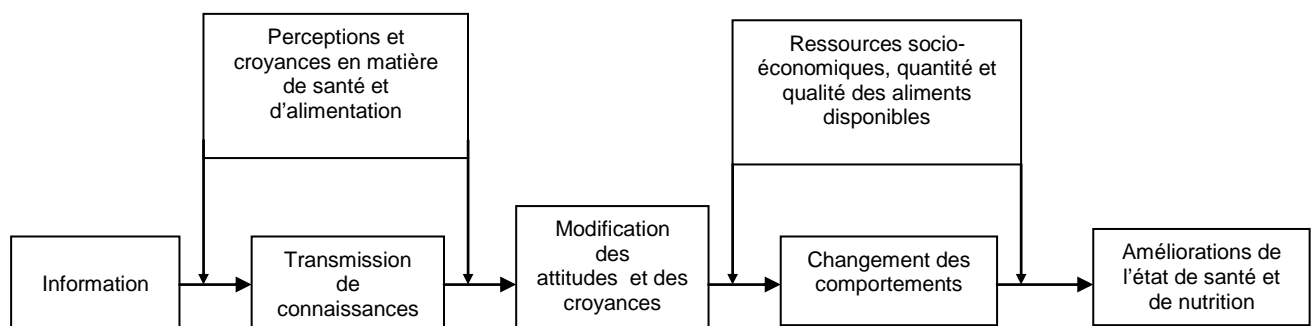 Perceptions et
croyances en matière
de santé et
d’alimentation
Ressources socio-
économiques, quantité et
qualité des aliments
disponibles
Information
Transmission
de
connaissances
Modification
des
attitudes et des
croyances
Changement des
comportements
Améliorations de
l’état de santé et
de nutrition